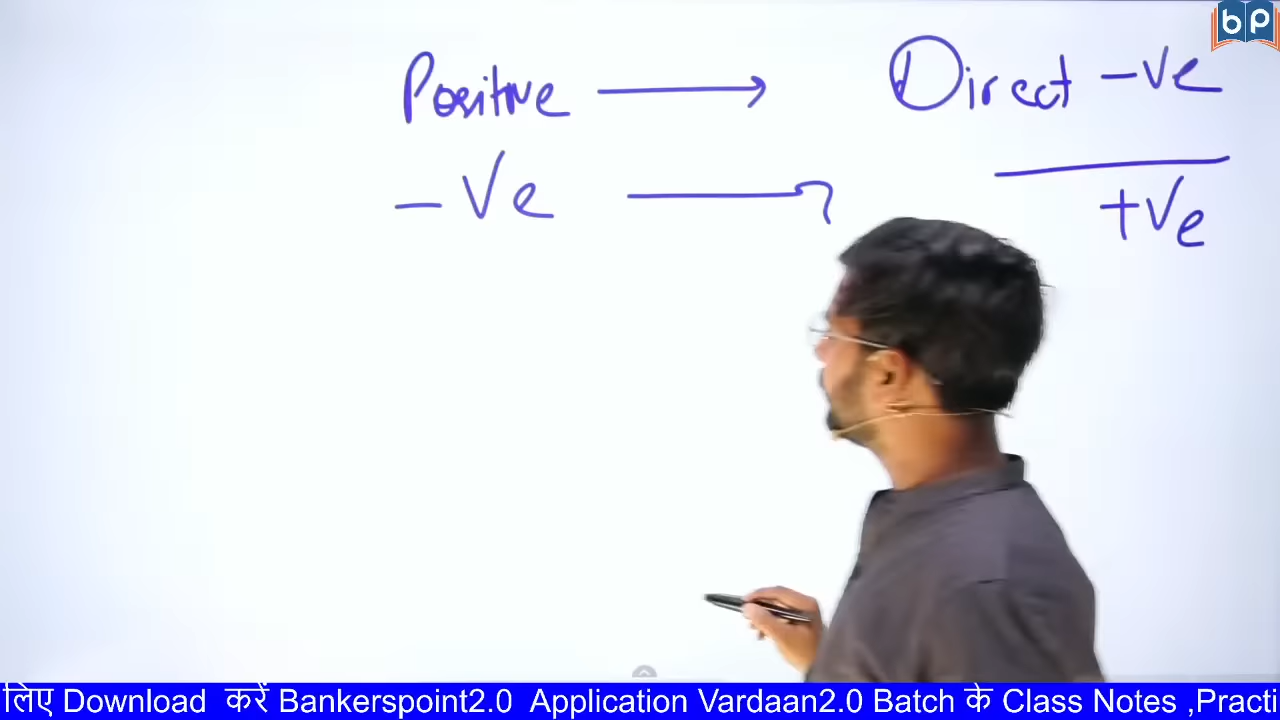 bp
Positive → Direct -ve
-Ve
+Ve
लिए Download करें Bankerspoint2.0 Application Vardaan2.0 Batch के Class Notes ,Practi